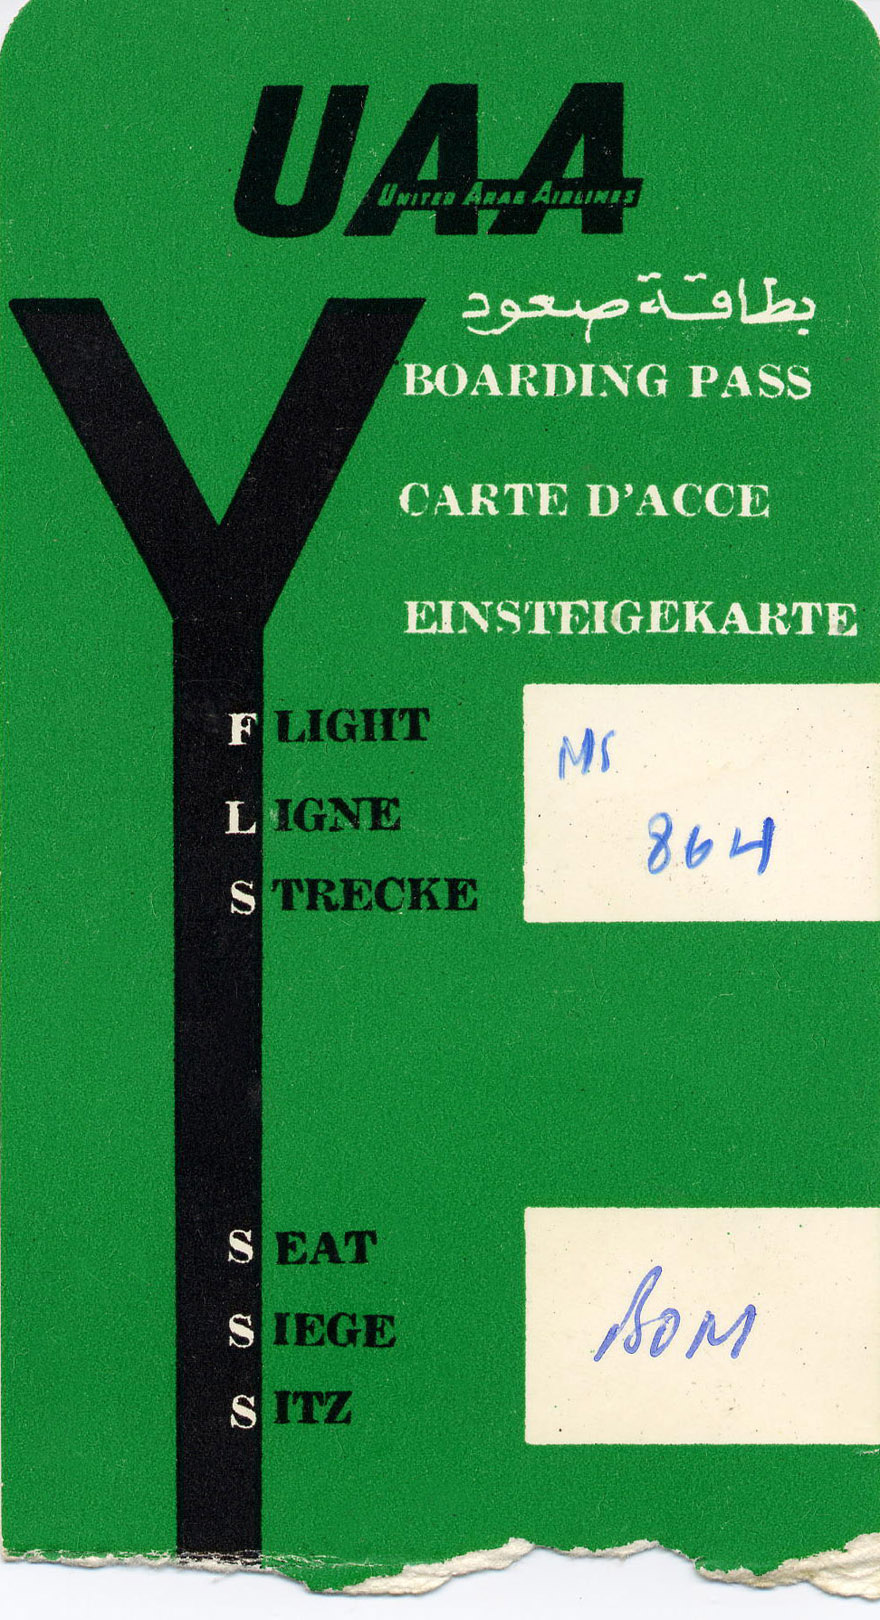 UAA
UNITED ARAB AIRLINES
Y
بطاقة صعود
BOARDING PASS
CARTE D'ACCE
EINSTEIGEKARTE
FLIGHT
LIGNE
STRECKE
MS
864
SEAT
SIEGE
SITZ
BOM